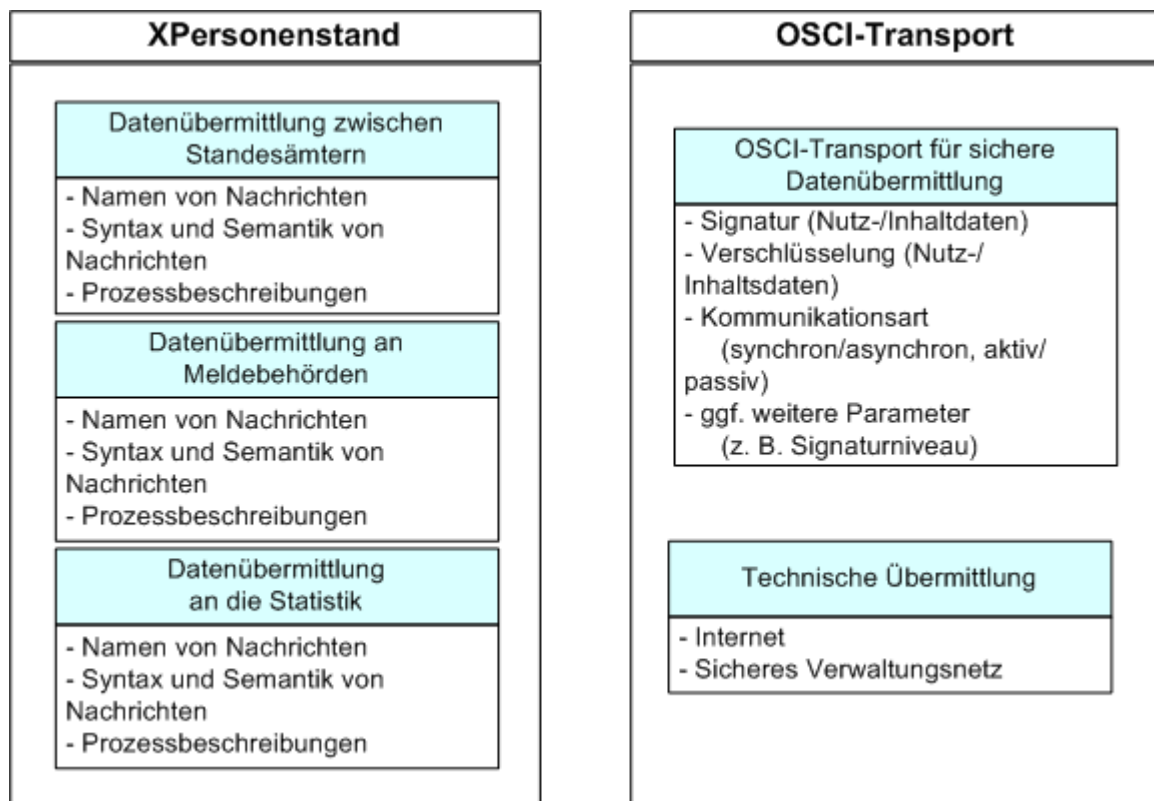 XPersonenstand
Datenübermittlung zwischen
Standesämtern
- Namen von Nachrichten
- Syntax und Semantik von
Nachrichten
- Prozessbeschreibungen
Datenübermittlung an
Meldebehörden
- Namen von Nachrichten
- Syntax und Semantik von
Nachrichten
- Prozessbeschreibungen
Datenübermittlung
an die Statistik
- Namen von Nachrichten
- Syntax und Semantik von
Nachrichten
- Prozessbeschreibungen
OSCI-Transport
OSCI-Transport für sichere
Datenübermittlung
- Signatur (Nutz-/Inhaltdaten)
- Verschlüsselung (Nutz-/
Inhaltsdaten)
- Kommunikationsart
(synchron/asynchron, aktiv/
passiv)
- ggf. weitere Parameter
(z. B. Signaturniveau)
Technische Übermittlung
- Internet
- Sicheres Verwaltungsnetz